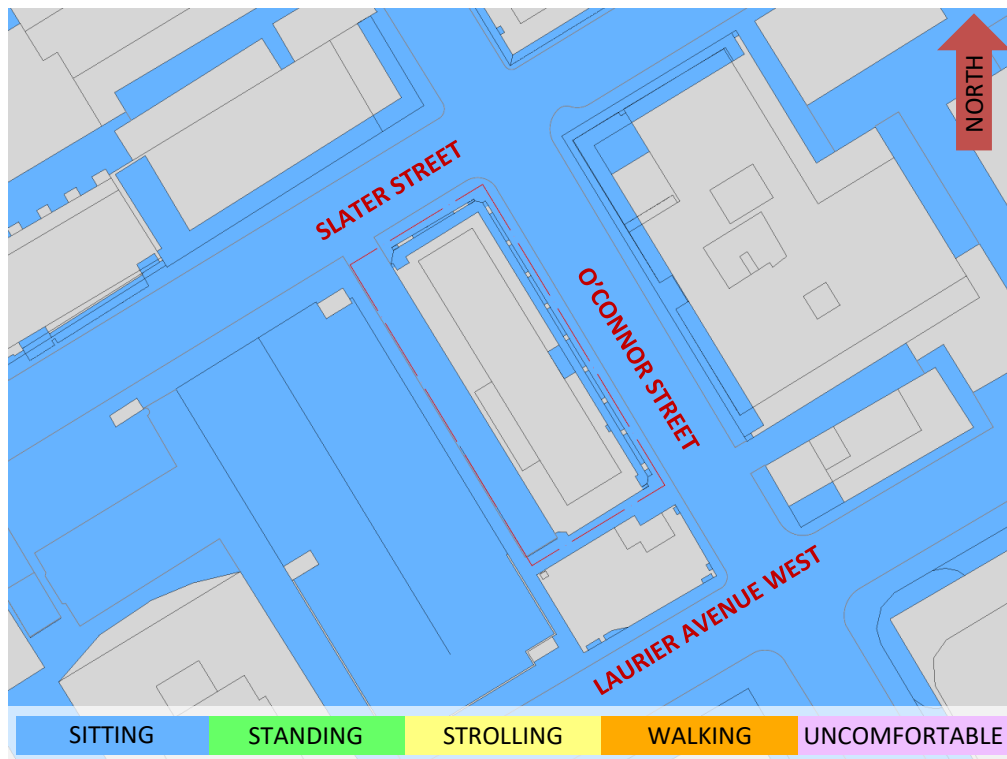 NORTH
SLATER STREET
O'CONNOR STREET
LAURIER AVENUE WEST
SITTING
STANDING
STROLLING
WALKING
UNCOMFORTABLE